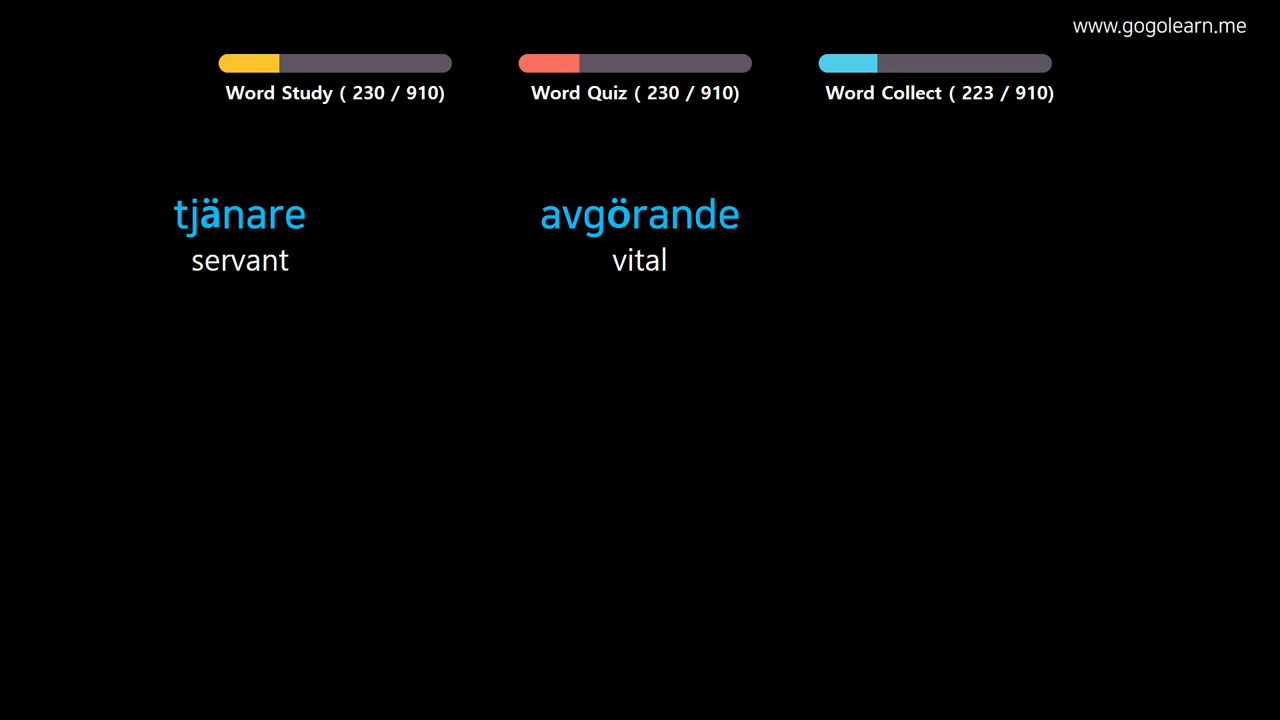 www.gogolearn.me
Word Study ( 230 / 910)
Word Quiz ( 230 / 910)
Word Collect ( 223 / 910)
tjänare
servant
avgörande
vital